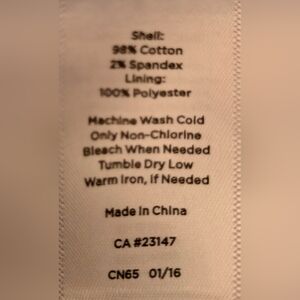 Shell:
98% Cotton
2% Spandex
Lining:
100% Polyester
Machine Wash Cold
Only Non-Chlorine
Bleach When Needed
Tumble Dry Low
Warm Iron, if Needed
Made in China
CA #23147
CN65 01/16